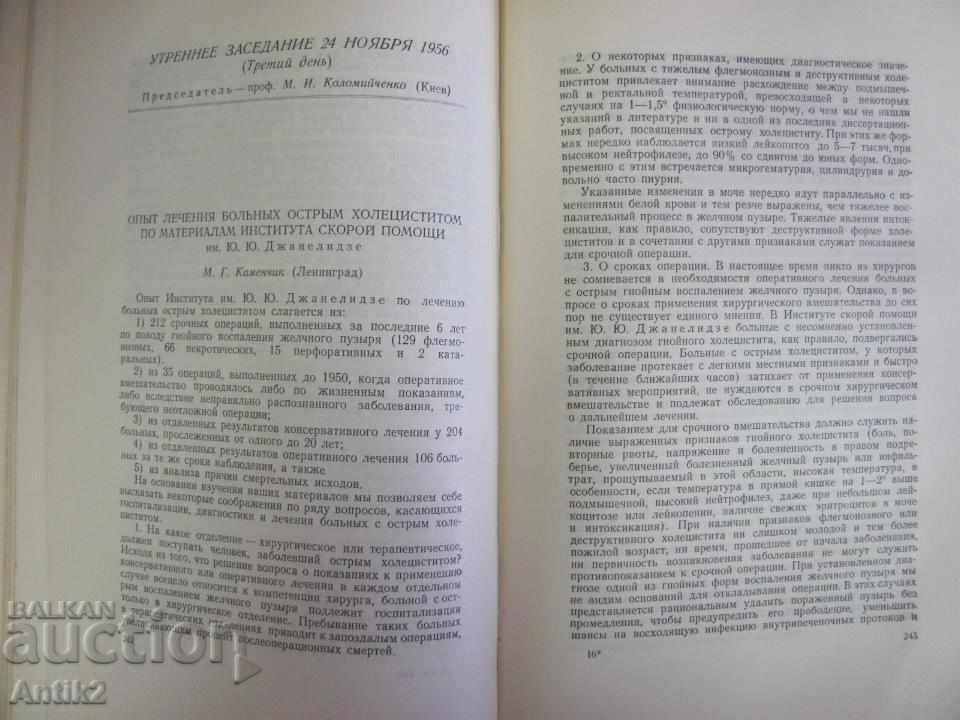 УТРЕННЕЕ ЗАСЕДАНИЕ 24 НОЯБРЯ 1956
(Третий день)
Председатель — проф. М. И. Коломийченко (Киев)
ОПЫТ ЛЕЧЕНИЯ БОЛЬНЫХ ОСТРЫМ ХОЛЕЦИСТИТОМ
ПО МАТЕРИАЛАМ ИНСТИТУТА СКОРОЙ ПОМОЩИ
им. Ю. Ю. Джанелидзе
М. Г. Каменчик (Ленинград)
Опыт Института им. Ю. Ю. Джанелидзе по лечению
больных острым холециститом слагается из:
1) 212 срочных операций, выполненных за последние 6 лет
по поводу гнойного воспаления желчного пузыря (129 флегмо-
нозных, 66 некротических, 15 перфоративных и 2 ката-
ральных).
2) из 35 операций, выполненных до 1950, когда оперативное
вмешательство проводилось либо по жизненным показаниям,
либо вследствие неправильно распознанного заболевания, тре-
бующего неотложной операции;
3) из отдаленных результатов консервативного лечения у 204
больных, прослеженных от одного до 20 лет;
4) из отдаленных результатов оперативного лечения 106 боль-
ных за те же сроки наблюдения, а также
5) из анализа причин смертельных исходов.
На основании изучения наших материалов мы позволяем себе
высказать некоторые соображения по ряду вопросов, касающихся
госпитализации, диагностики и лечения больных с острым холе-
циститом.
1. На какое отделение — хирургическое или терапевтическое,
должен поступать человек, заболевший острым холециститом?
Исходя из того, что решение вопроса о показаниях к применению
консервативного или оперативного лечения в каждом отдельном
случае всецело относится к компетенции хирурга, больной с ост-
рым воспалением желчного пузыря подлежит госпитализации
только в хирургическое отделение. Пребывание таких больных
в терапевтических отделениях приводит к запоздалым операциям,
увеличивающим процент послеоперационных смертей.
2. О некоторых признаках, имеющих диагностическое значе-
ние. У больных с тяжелым флегмонозным и деструктивным холе-
циститом привлекает внимание расхождение между подмышеч-
ной и ректальной температурой, превосходящей в некоторых
случаях на 1—1,5° физиологическую норму, о чем мы не нашли
указаний в литературе и ни в одной из последних диссертацион-
ных работ, посвященных острому холециститу. При этих же фор-
мах нередко наблюдается низкий лейкопитоз до 5—7 тысяч, при
высоком нейтрофилезе, до 90% со сдвигом до юных форм. Одно-
временно с этим встречается микрогематурия, цилиндрурия и до-
вольно часто пиурия.
Указанные изменения в моче нередко идут параллельно с из-
менениями белой крови и тем резче выражены, чем тяжелее вос-
палительный процесс в желчном пузыре. Тяжелые явления инток-
сикации, как правило, сопутствуют деструктивной форме холе-
циститов и в сочетании с другими признаками служат показанием
для срочной операции.
3. О сроках операции. В настоящее время никто из хирургов
не сомневается в необходимости оперативного лечения больных
с острым гнойным воспалением желчного пузыря. Однако, в во-
просе о сроках применения хирургического вмешательства до сих
пор не существует единого мнения. В Институте скорой помощи
им. Ю. Ю. Джанелидзе больные с несомненно установлен-
ным диагнозом гнойного холецистита, как правило, подвергались
срочной операции. Больные с острым холециститом, у которых
заболевание протекает с легкими местными признаками и быстро
(в течение ближайших часов) затихает от применения консер-
вативных мероприятий, не нуждаются в срочном хирургическом
вмешательстве и подлежат обследованию для решения вопроса
о дальнейшем лечении.
Показанием для срочного вмешательства должно служить на-
личие выраженных признаков гнойного холецистита (боль, по-
вторные рвоты, напряжение и болезненность в правом подре-
берье, увеличенный болезненный желчный пузырь или инфиль-
трат, прощупываемый в этой области, высокая температура, в
особенности, если температура в прямой кишке на 1—2° выше
подмышечной, высокий нейтрофилез, даже при небольшом лей-
коцитозе или лейкопении, наличие свежих эритроцитов в моче
и интоксикация). При наличии признаков флегмонозного или
деструктивного холецистита ни слишком молодой и тем более
пожилой возраст, ни время, прошедшее от начала заболевания,
ни первичность возникновения заболевания не могут служить
противопоказанием к срочной операции. При установленном диа-
гнозе одной из гнойных форм воспаления желчного пузыря мы
не видим оснований для откладывания операции. В этих случаях
представляется рациональным удалить пораженный пузырь без
промедления, чтобы предупредить его прободение, уменьшить
шансы на восходящую инфекцию внутрипеченочных протоков и
16*
243
BALKAN
auction
Antik2